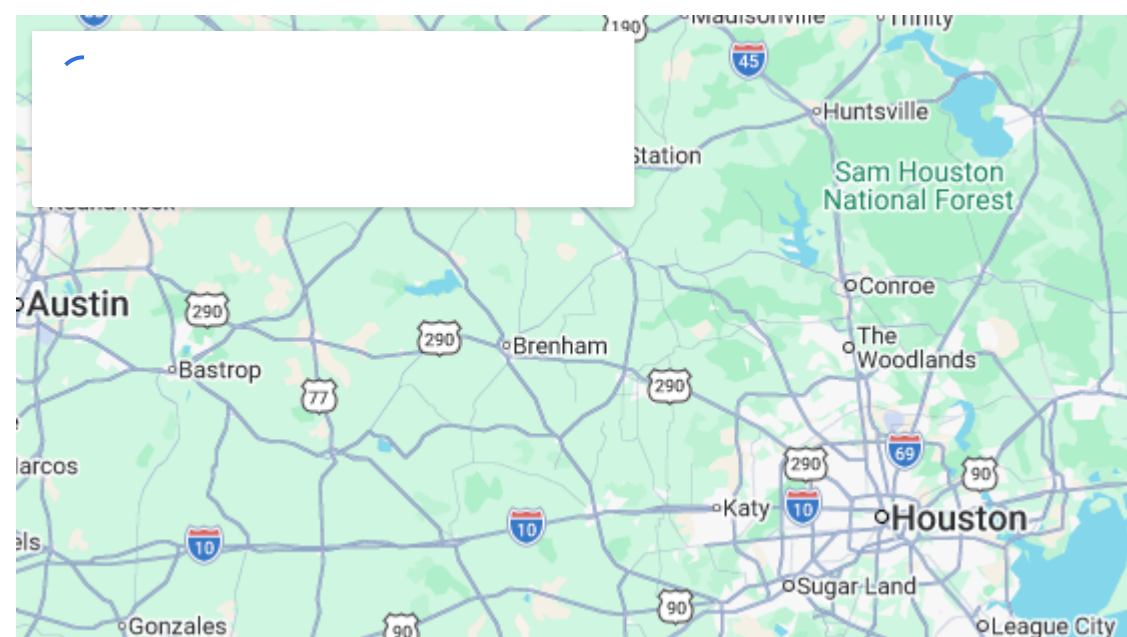 Madisonville
Trinity
190
45
Huntsville
Station
Sam Houston
National Forest
Round Rock
Conroe
Austin
290
290
Brenham
The
Woodlands
Bastrop
77
290
69
290
90
arcos
Katy
10
Houston
10
10
els
Sugar Land
90
Gonzales
90
League City